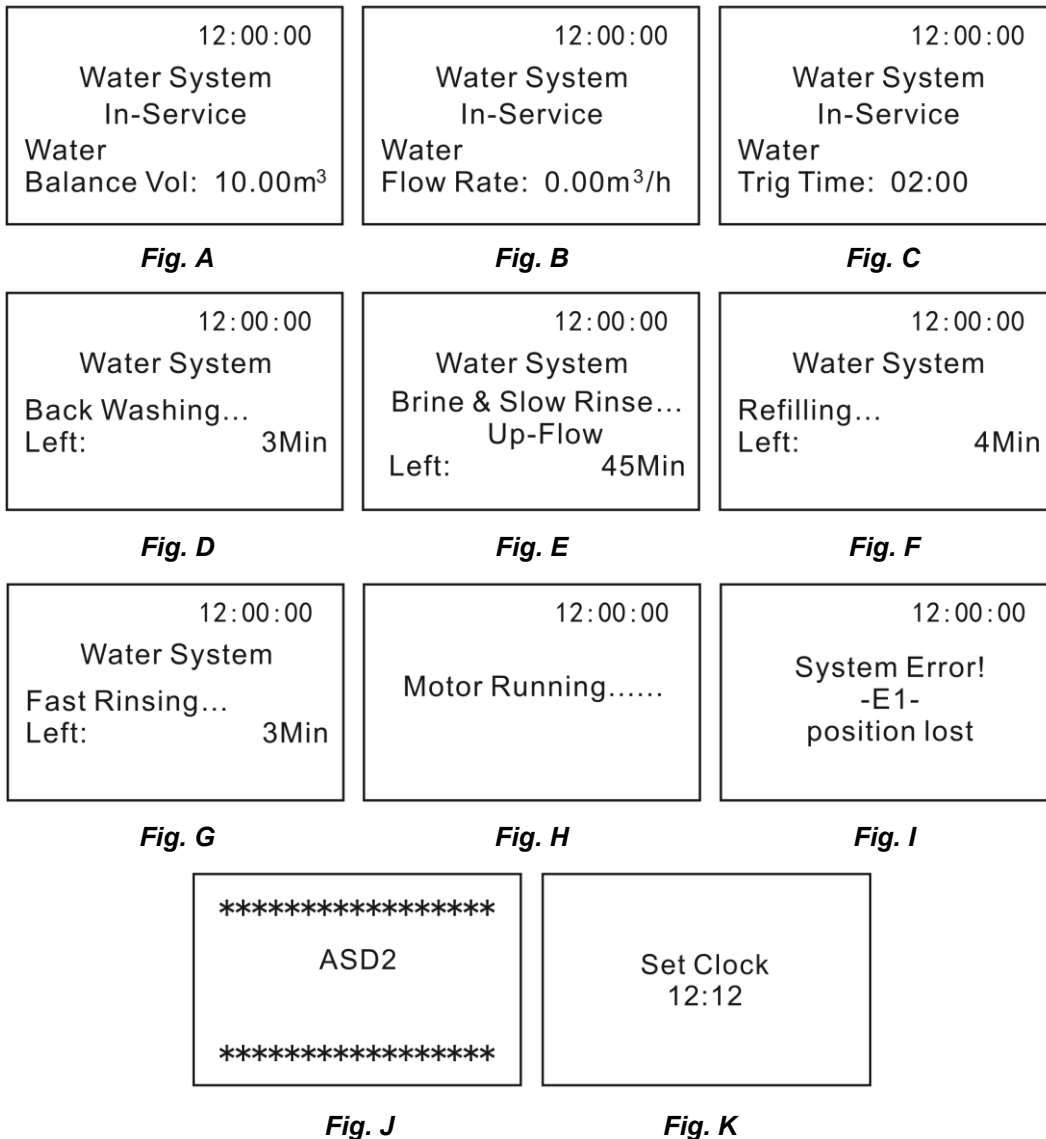 12:00:00
Water System
In-Service
Water
Balance Vol: 10.00m³
Fig. A
12:00:00
Water System
In-Service
Water
Flow Rate: 0.00m³/h
Fig. B
12:00:00
Water System
In-Service
Water
Trig Time: 02:00
Fig. C
12:00:00
Water System
Back Washing...
Left: 3Min
Fig. D
12:00:00
Water System
Brine & Slow Rinse...
Up-Flow
Left: 45Min
Fig. E
12:00:00
Water System
Refilling...
Left: 4Min
Fig. F
12:00:00
Water System
Fast Rinsing...
Left: 3Min
Fig. G
12:00:00
Motor Running......
Fig. H
12:00:00
System Error!
-E1-
position lost
Fig. I
*****************
ASD2
*****************
Fig. J
Set Clock
12:12
Fig. K